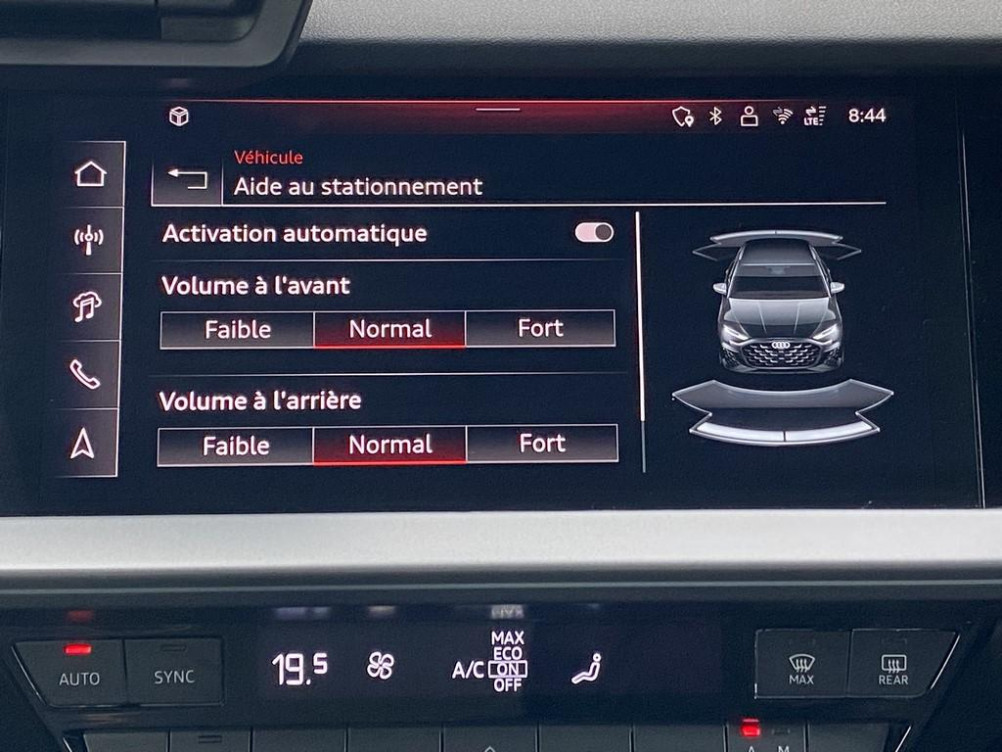 LTE
8:44
Véhicule
Aide au stationnement
Activation automatique
Volume à l'avant
Faible Normal Fort
Volume à l'arrière
Faible Normal Fort
AUTO SYNC
19.5
A/C
MAX
ECO
ON
OFF
MAX
REAR
A M